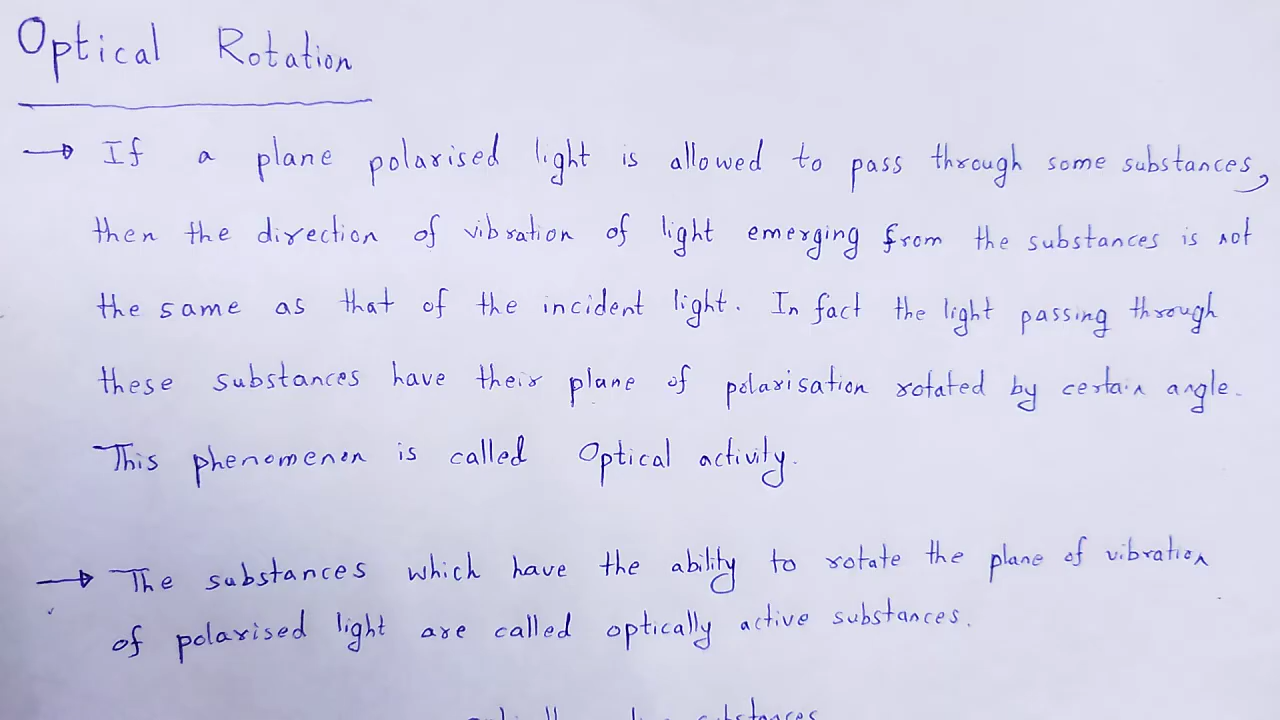 Optical Rotation
→ If a plane polarised light is allowed to pass through some substances,
then the direction of vibration of light emerging from the substances is not
the same as that of the incident light. In fact the light passing through
these substances have their plane of polarisation rotated by certain angle.
This phenomenon is called Optical activity.
→ The substances which have the ability to rotate the plane of vibration
of polarised light are called optically active substances.
substances